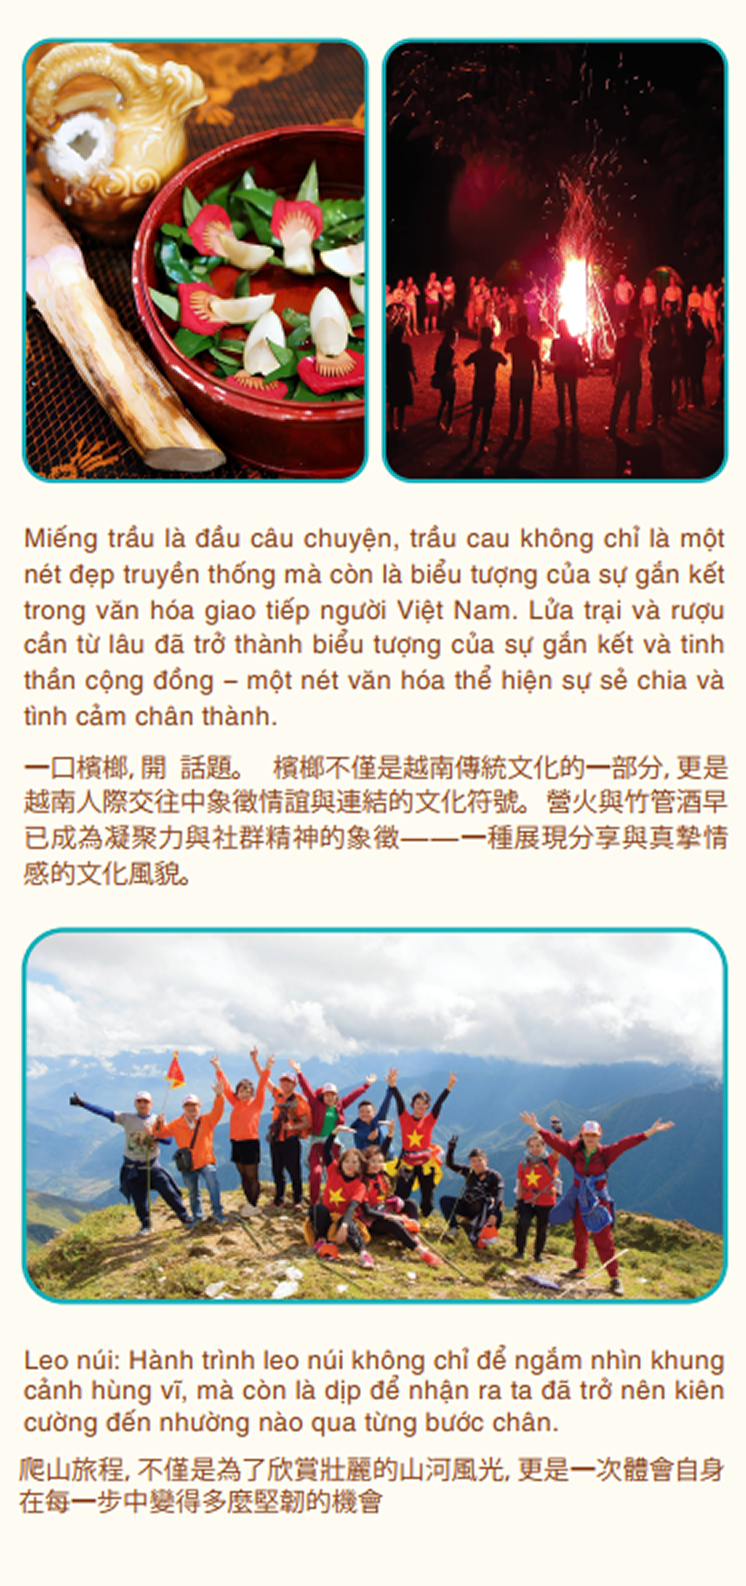 Miếng trầu là đầu câu chuyện, trầu cau không chỉ là một
nét đẹp truyền thống mà còn là biểu tượng của sự gắn kết
trong văn hóa giao tiếp người Việt Nam. Lửa trại và rượu
cần từ lâu đã trở thành biểu tượng của sự gắn kết và tinh
thần cộng đồng – một nét văn hóa thể hiện sự sẻ chia và
tình cảm chân thành.
一口檳榔, 開 話題。 檳榔不僅是越南傳統文化的一部分, 更是
越南人際交往中象徵情誼與連結的文化符號。 營火與竹管酒早
已成為凝聚力與社群精神的象徵——一種展現分享與真摯情
感的文化風貌。
Leo núi: Hành trình leo núi không chỉ để ngắm nhìn khung
cảnh hùng vĩ, mà còn là dịp để nhận ra ta đã trở nên kiên
cường đến nhường nào qua từng bước chân.
爬山旅程, 不僅是為了欣賞壯麗的山河風光, 更是一次體會自身
在每一步中變得多麼堅韌的機會